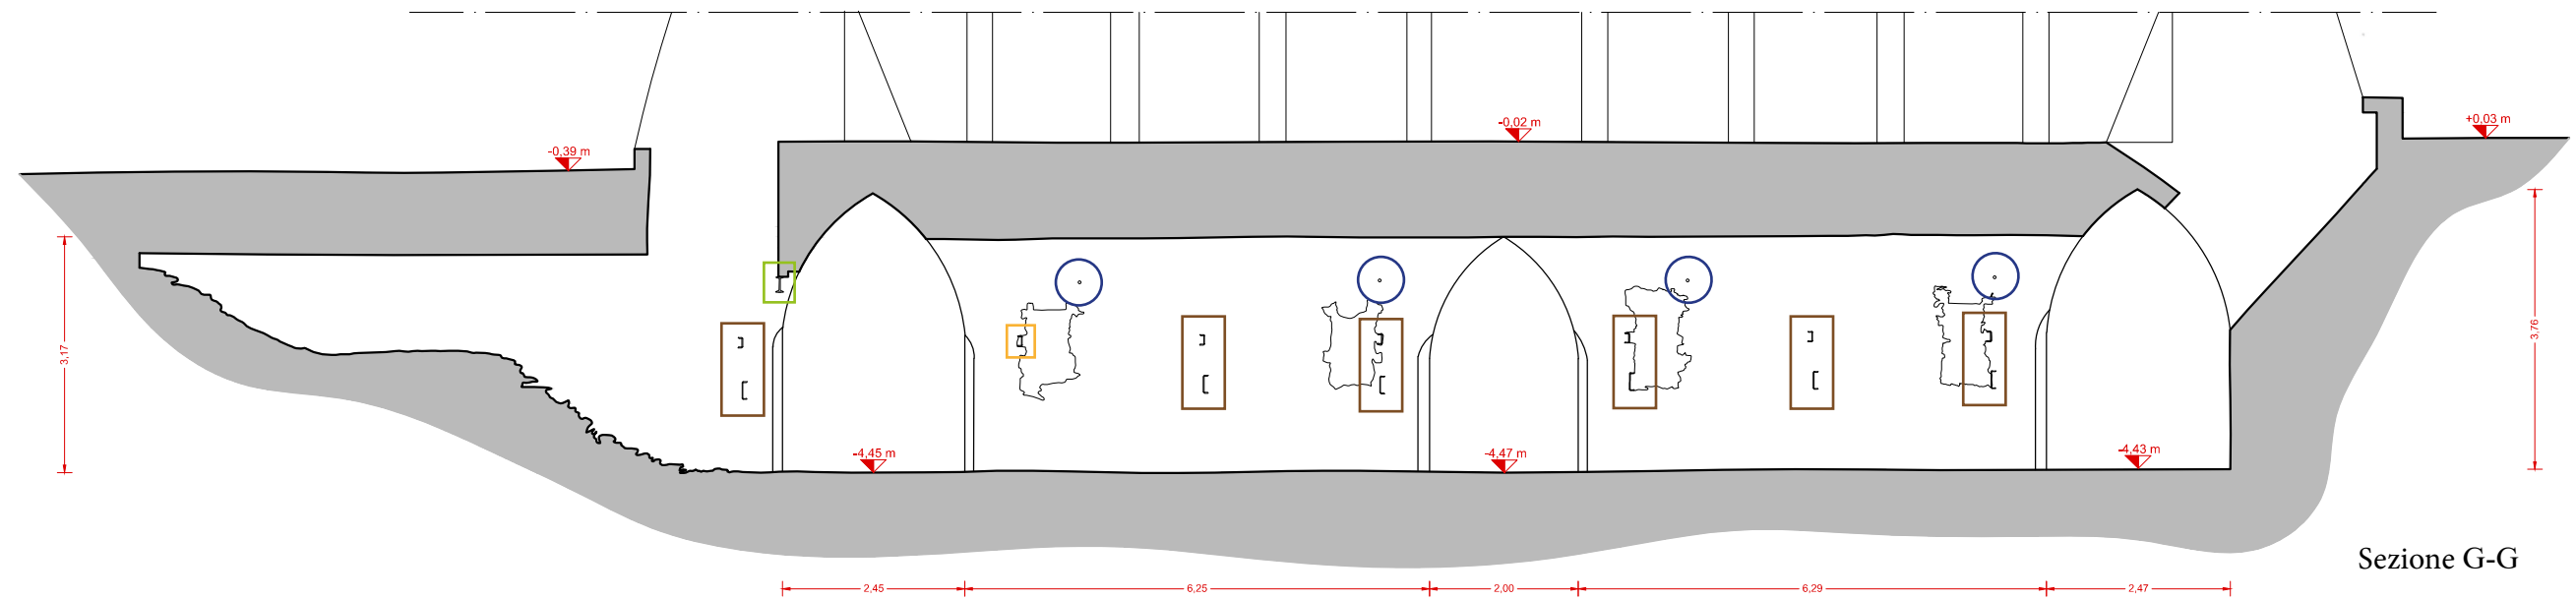 -0,02 m
+0,03 m
-0,39 m
3,17
3,76
-4,45 m
-4,47 m
-4,43 m
Sezione G-G
2,45
6,25
2,00
6,29
2,47